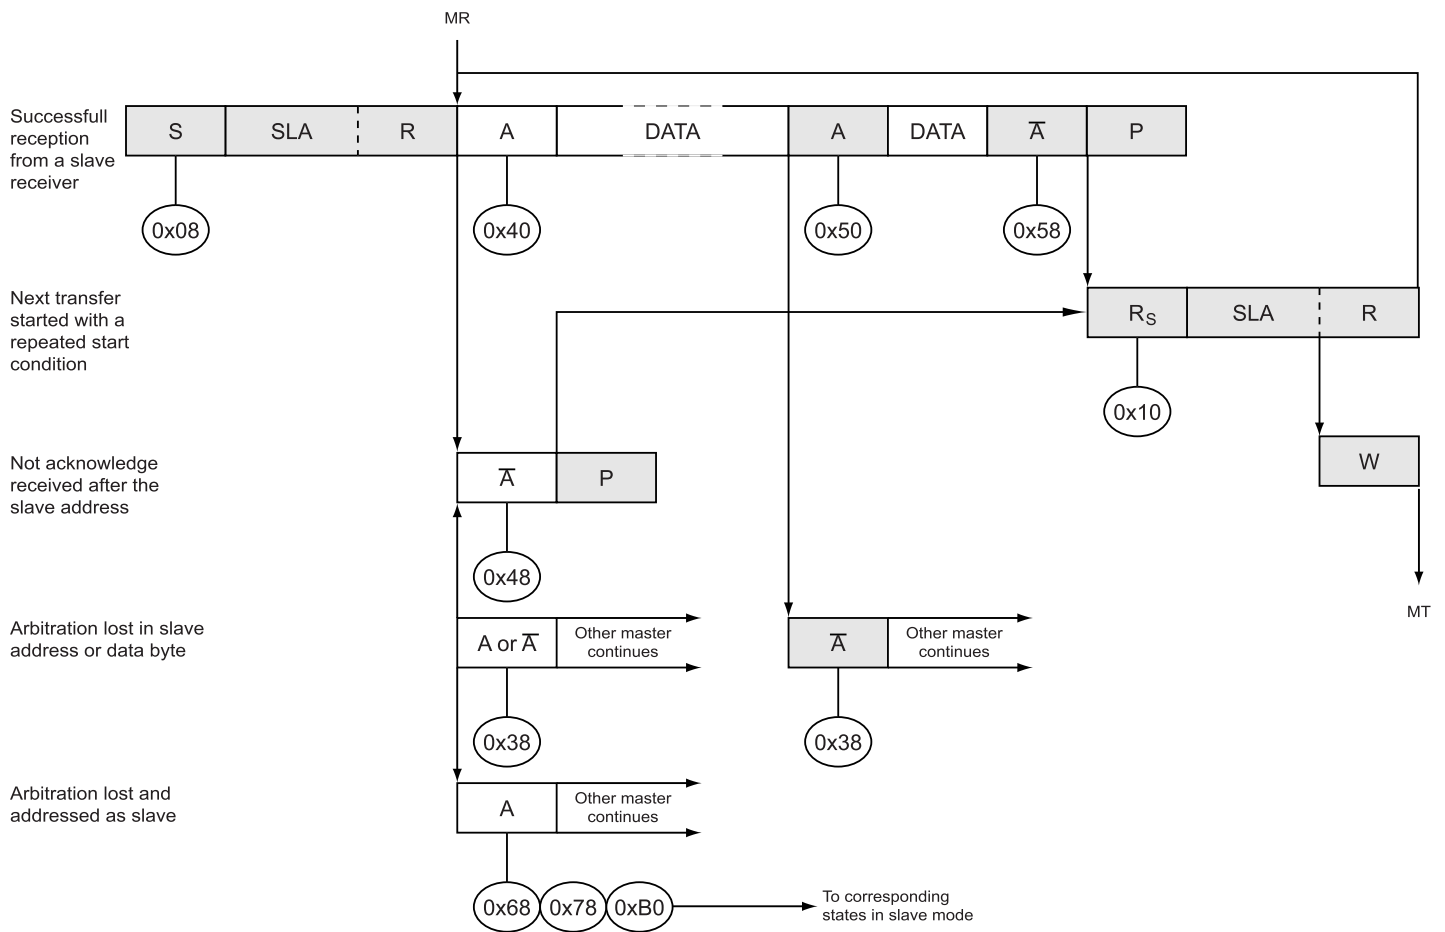 MR
Successfull
reception
from a slave
receiver
S SLA R A DATA A DATA A̅ P
0x08 0x40 0x50 0x58
Next transfer
started with a
repeated start
condition
RS SLA R
0x10
Not acknowledge
received after the
slave address
A̅ P
W
0x48
MT
Arbitration lost in slave
address or data byte
A or A̅
Other master
continues
A̅
Other master
continues
0x38 0x38
Arbitration lost and
addressed as slave
A
Other master
continues
0x68 0x78 0xB0
To corresponding
states in slave mode